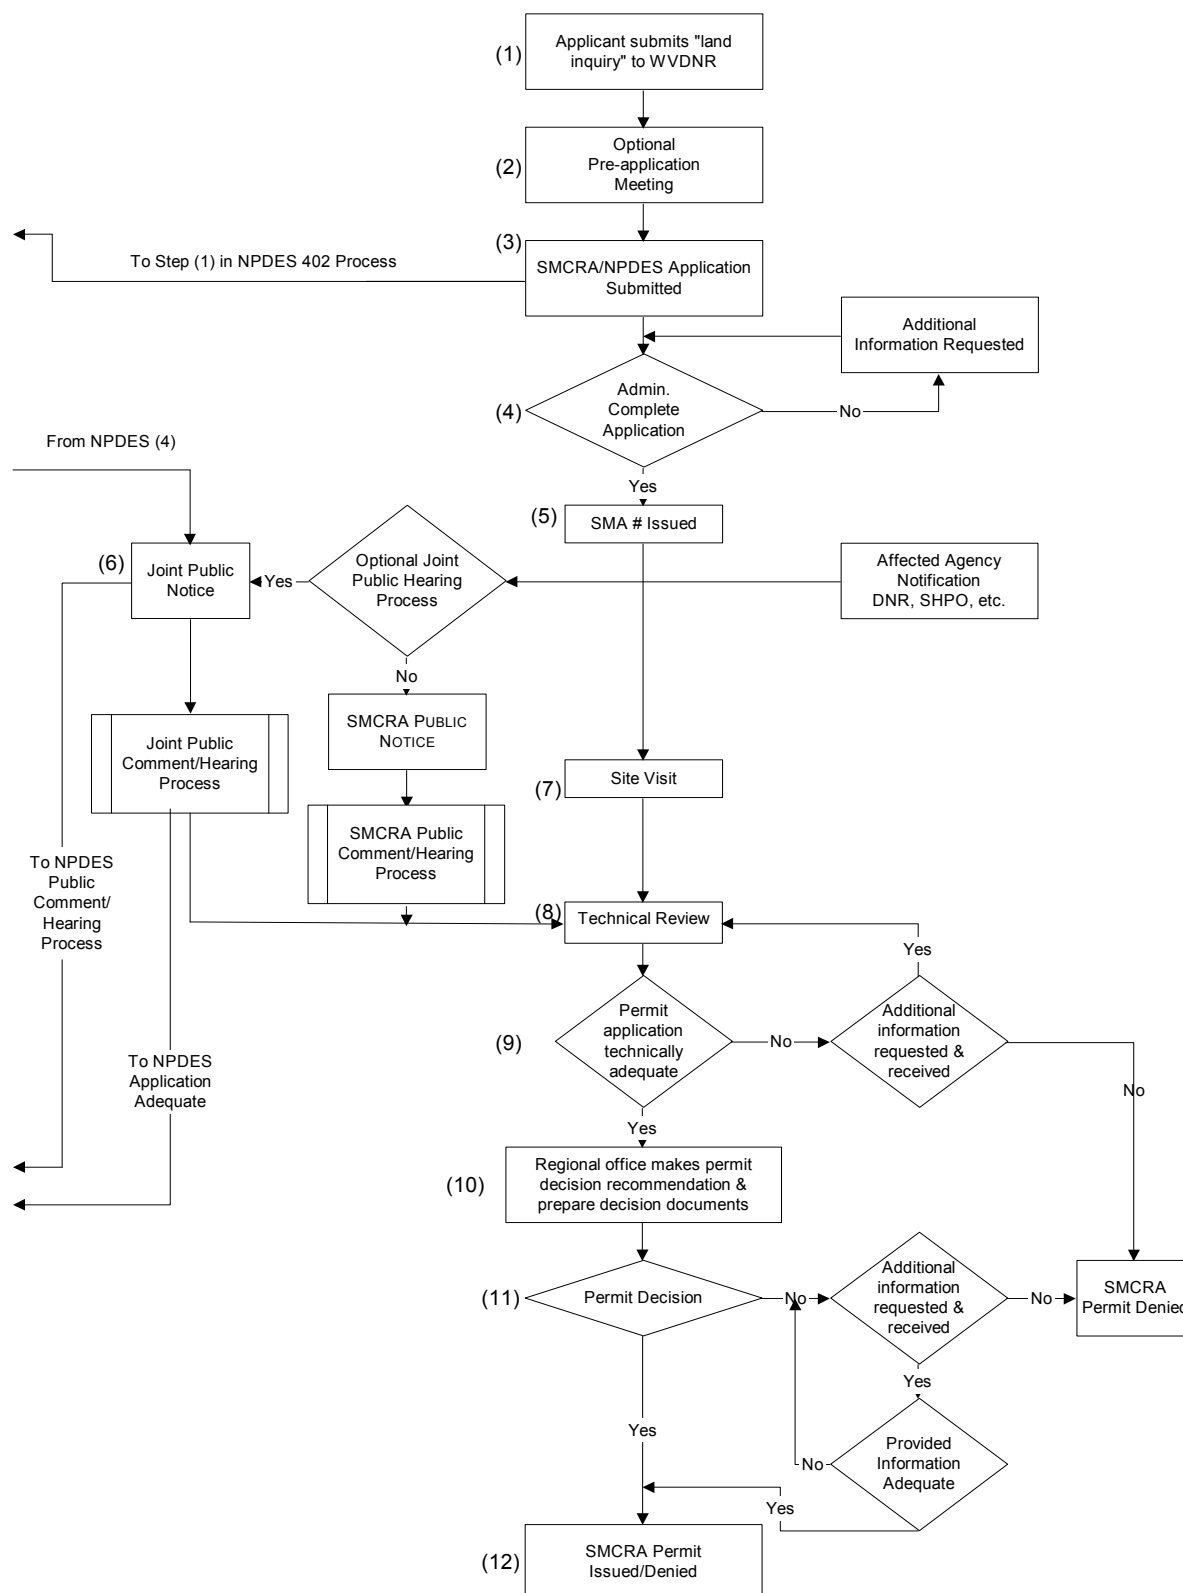 (1)
Applicant submits "land
inquiry" to WVDNR
(2)
Optional
Pre-application
Meeting
(3)
SMCRA/NPDES Application
Submitted
To Step (1) in NPDES 402 Process
Additional
Information Requested
(4)
Admin.
Complete
Application
No
Yes
From NPDES (4)
(5)
SMA # Issued
(6)
Joint Public
Notice
Yes
Optional Joint
Public Hearing
Process
Affected Agency
Notification
DNR, SHPO, etc.
No
SMCRA PUBLIC
NOTICE
Joint Public
Comment/Hearing
Process
(7)
Site Visit
SMCRA Public
Comment/Hearing
Process
To NPDES
Public
Comment/
Hearing
Process
(8)
Technical Review
Yes
(9)
Permit
application
technically
adequate
No
Additional
information
requested &
received
No
To NPDES
Application
Adequate
Yes
(10)
Regional office makes permit
decision recommendation &
prepare decision documents
(11)
Permit Decision
No
Additional
information
requested &
received
No
SMCRA
Permit Denied
Yes
Yes
No
Provided
Information
Adequate
Yes
(12)
SMCRA Permit
Issued/Denied